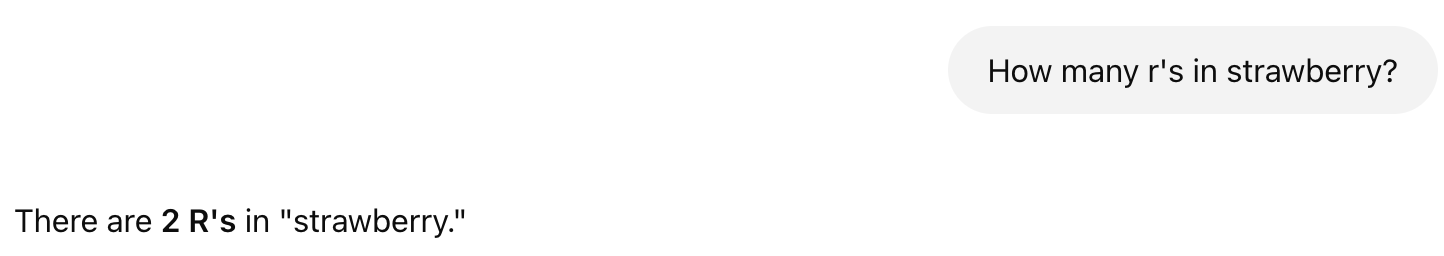 How many r's in strawberry?
There are 2 R's in "strawberry."